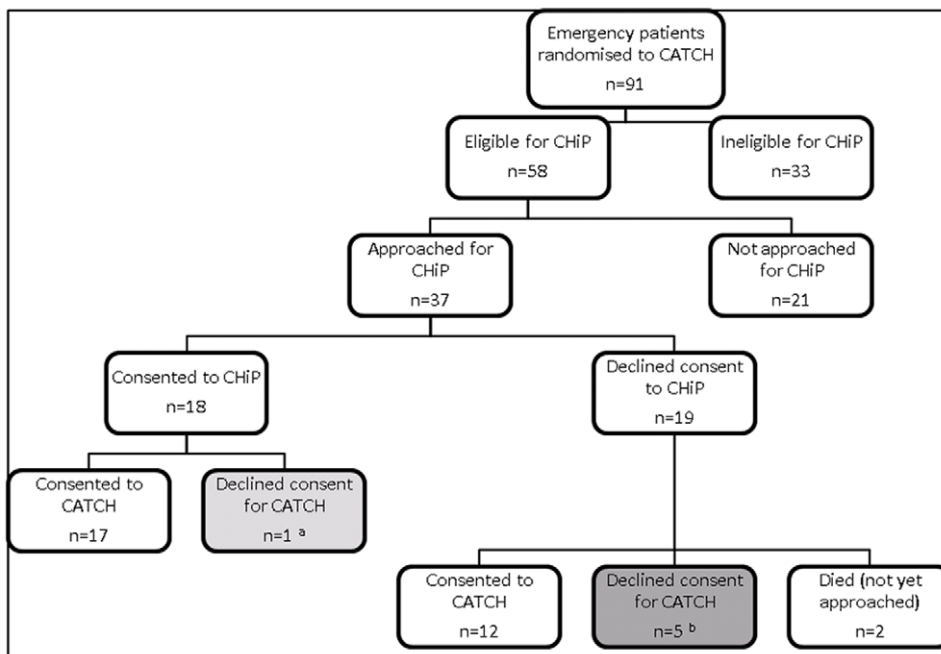 Emergency patients
randomised to CATCH
n=91
Eligible for CHiP
n=58
Ineligible for CHiP
n=33
Approached for
CHiP
n=37
Not approached
for CHiP
n=21
Consented to CHiP
n=18
Declined consent
to CHiP
n=19
Consented to
CATCH
n=17
Declined consent
for CATCH
n=1 a
Consented to
CATCH
n=12
Declined consent
for CATCH
n=5 b
Died (not yet
approached)
n=2